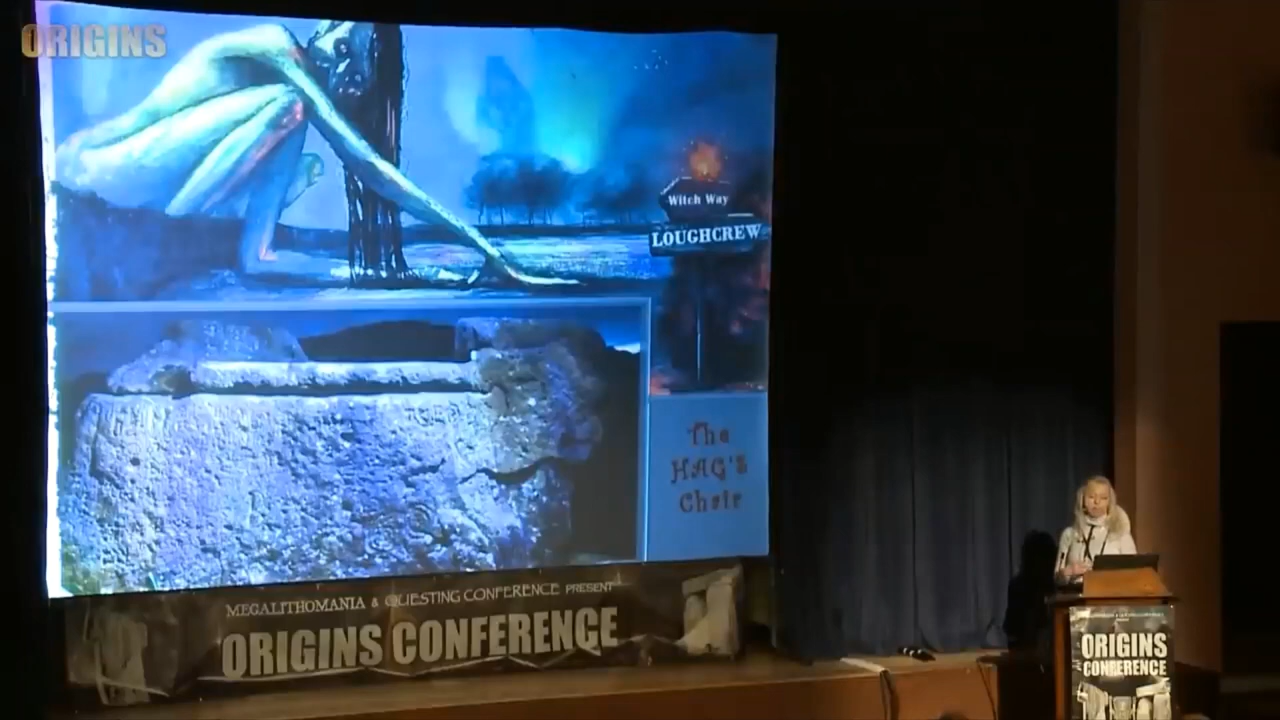 ORIGINS
Witch Way
LOUGHCREW
The
HAG'S
Chair
MEGALITHOMANIA & QUESTING CONFERENCE PRESENT
ORIGINS CONFERENCE
ORIGINS
CONFERENCE